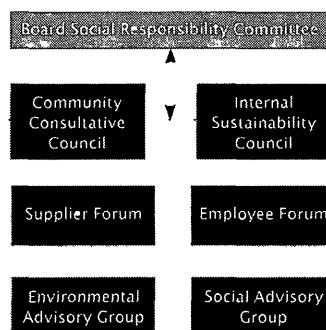 Board Social Responsibility Committee
Community
Consultative
Council
Internal
Sustainability
Council
Supplier Forum
Employee Forum
Environmental
Advisory Group
Social Advisory
Group